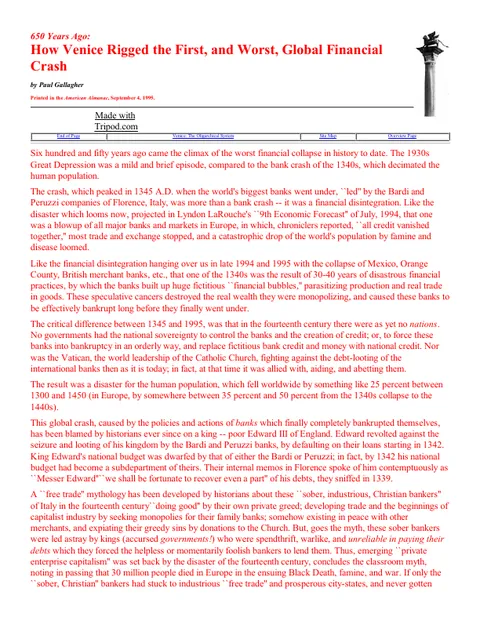 650 Years Ago:
How Venice Rigged the First, and Worst, Global Financial
Crash
by Paul Gallagher
Printed in the American Almanac, September 4, 1995.
Made with
Tripod.com
End of Page Venice: The Oligarchical System Site Map Overview Page
Six hundred and fifty years ago came the climax of the worst financial collapse in history to date. The 1930s
Great Depression was a mild and brief episode, compared to the bank crash of the 1340s, which decimated the
human population.
The crash, which peaked in 1345 A.D. when the world's biggest banks went under, ``led'' by the Bardi and
Peruzzi companies of Florence, Italy, was more than a bank crash -- it was a financial disintegration. Like the
disaster which looms now, projected in Lyndon LaRouche's ``9th Economic Forecast'' of July, 1994, that one
was a blowup of all major banks and markets in Europe, in which, chroniclers reported, ``all credit vanished
together,'' most trade and exchange stopped, and a catastrophic drop of the world's population by famine and
disease loomed.
Like the financial disintegration hanging over us in late 1994 and 1995 with the collapse of Mexico, Orange
County, British merchant banks, etc., that one of the 1340s was the result of 30-40 years of disastrous financial
practices, by which the banks built up huge fictitious ``financial bubbles,'' parasitizing production and real trade
in goods. These speculative cancers destroyed the real wealth they were monopolizing, and caused these banks to
be effectively bankrupt long before they finally went under.
The critical difference between 1345 and 1995, was that in the fourteenth century there were as yet no nations.
No governments had the national sovereignty to control the banks and the creation of credit; or, to force these
banks into bankruptcy in an orderly way, and replace fictitious bank credit and money with national credit. Nor
was the Vatican, the world leadership of the Catholic Church, fighting against the debt-looting of the
international banks then as it is today; in fact, at that time it was allied with, aiding, and abetting them.
The result was a disaster for the human population, which fell worldwide by something like 25 percent between
1300 and 1450 (in Europe, by somewhere between 35 percent and 50 percent from the 1340s collapse to the
1440s).
This global crash, caused by the policies and actions of banks which finally completely bankrupted themselves,
has been blamed by historians ever since on a king -- poor Edward III of England. Edward revolted against the
seizure and looting of his kingdom by the Bardi and Peruzzi banks, by defaulting on their loans starting in 1342.
King Edward's national budget was dwarfed by that of either the Bardi or Peruzzi; in fact, by 1342 his national
budget had become a subdepartment of theirs. Their internal memos in Florence spoke of him contemptuously as
``Messer Edward''``we shall be fortunate to recover even a part'' of his debts, they sniffed in 1339.
A ``free trade'' mythology has been developed by historians about these ``sober, industrious, Christian bankers''
of Italy in the fourteenth century``doing good'' by their own private greed; developing trade and the beginnings of
capitalist industry by seeking monopolies for their family banks; somehow existing in peace with other
merchants, and expiating their greedy sins by donations to the Church. But, goes the myth, these sober bankers
were led astray by kings (accursed governments!) who were spendthrift, warlike, and unreliable in paying their
debts which they forced the helpless or momentarily foolish bankers to lend them. Thus, emerging ``private
enterprise capitalism'' was set back by the disaster of the fourteenth century, concludes the classroom myth,
noting in passing that 30 million people died in Europe in the ensuing Black Death, famine, and war. If only the
``sober, Christian'' bankers had stuck to industrious ``free trade'' and prosperous city-states, and never gotten